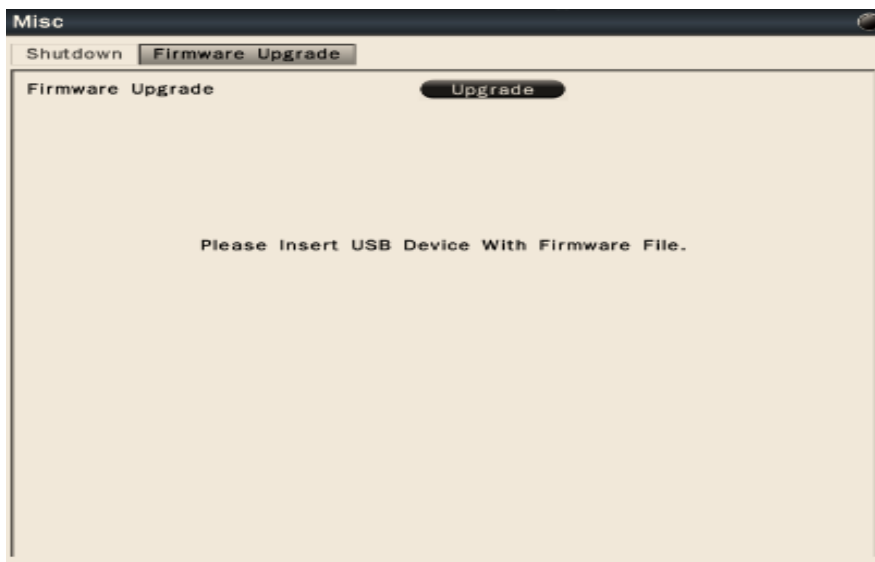 Misc
Shutdown Firmware Upgrade
Firmware Upgrade Upgrade
Please Insert USB Device With Firmware File.